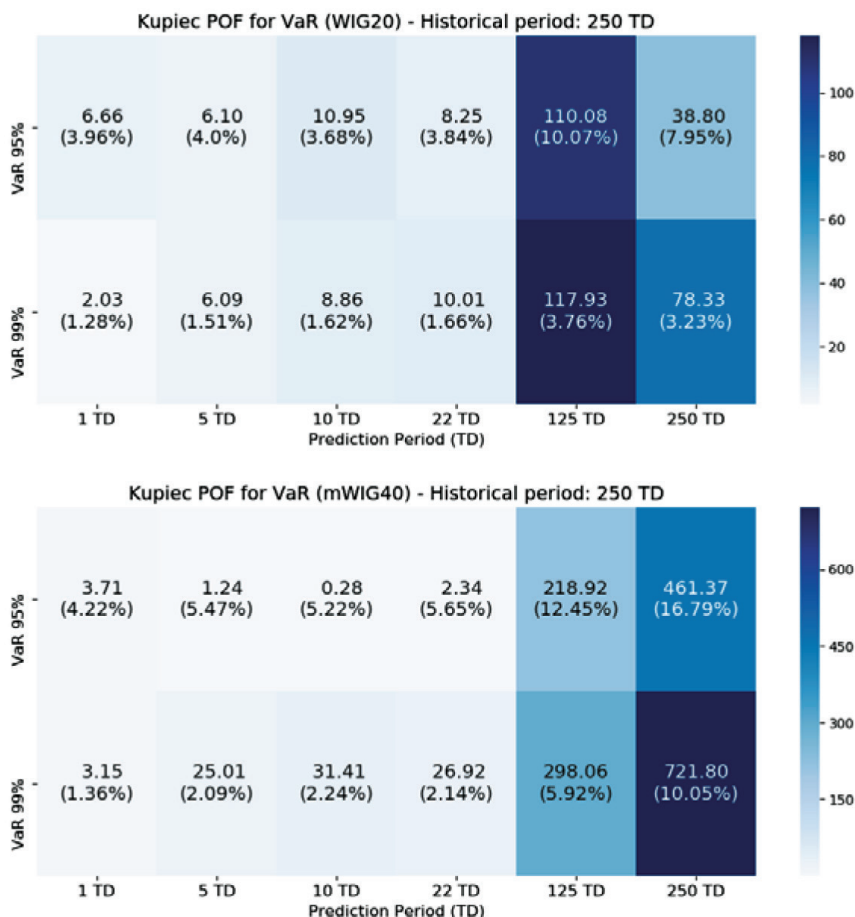 Kupiec POF for VaR (WIG20) - Historical period: 250 TD
VaR 95%
6.66 6.10 10.95 8.25 110.08 38.80
(3.96%) (4.0%) (3.68%) (3.84%) (10.07%) (7.95%)
VaR 99%
2.03 6.09 8.86 10.01 117.93 78.33
(1.28%) (1.51%) (1.62%) (1.66%) (3.76%) (3.23%)
1 TD 5 TD 10 TD 22 TD 125 TD 250 TD
Prediction Period (TD)
100
80
60
40
20
Kupiec POF for VaR (mWIG40) - Historical period: 250 TD
VaR 95%
3.71 1.24 0.28 2.34 218.92 461.37
(4.22%) (5.47%) (5.22%) (5.65%) (12.45%) (16.79%)
VaR 99%
3.15 25.01 31.41 26.92 298.06 721.80
(1.36%) (2.09%) (2.24%) (2.14%) (5.92%) (10.05%)
1 TD 5 TD 10 TD 22 TD 125 TD 250 TD
Prediction Period (TD)
600
450
300
150